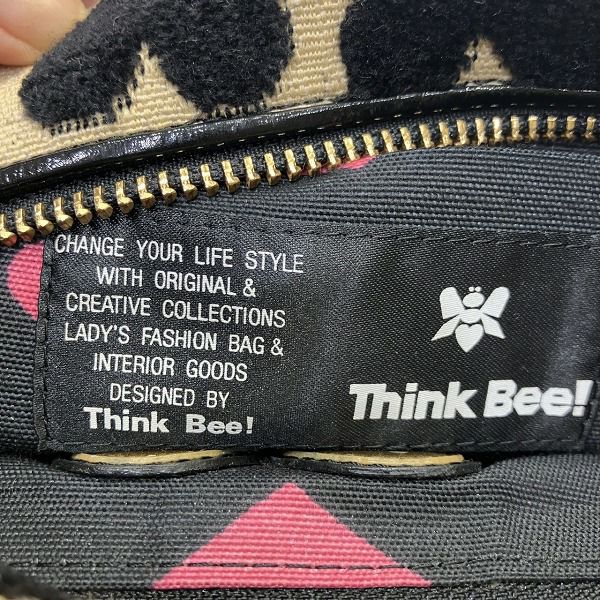 CHANGE YOUR LIFE STYLE
WITH ORIGINAL &
CREATIVE COLLECTIONS
LADY'S FASHION BAG &
INTERIOR GOODS
DESIGNED BY
Think Bee!
Think Bee!